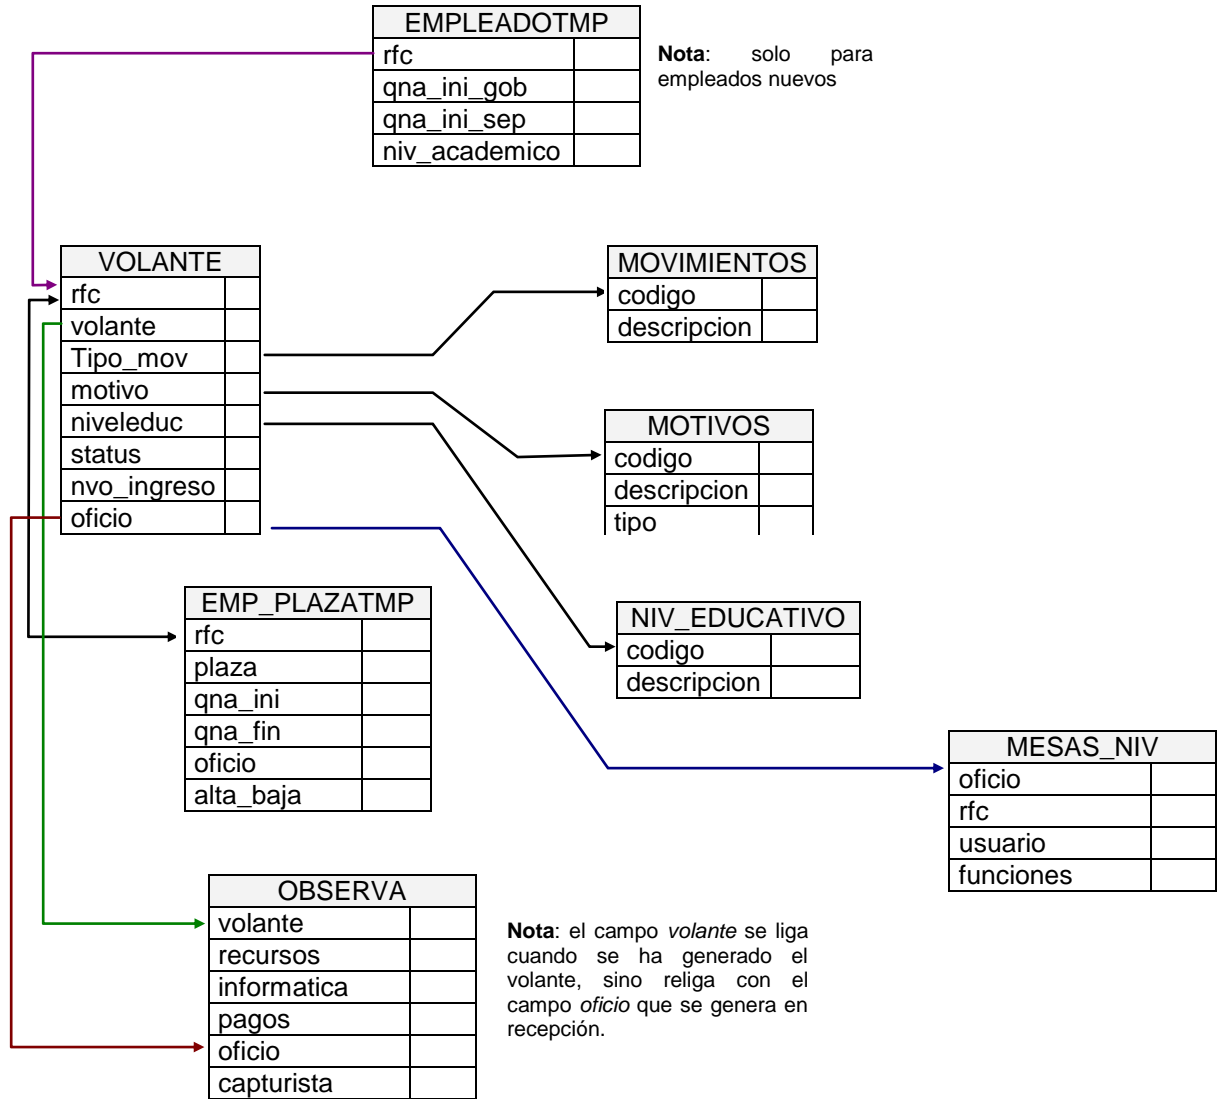 EMPLEADOTMP
rfc
qna_ini_gob
qna_ini_sep
niv_academico
Nota: solo para
empleados nuevos
VOLANTE
rfc
volante
Tipo_mov
motivo
niveleduc
status
nvo_ingreso
oficio
MOVIMIENTOS
codigo
descripcion
MOTIVOS
codigo
descripcion
tipo
EMP_PLAZATMP
rfc
plaza
qna_ini
qna_fin
oficio
alta_baja
NIV_EDUCATIVO
codigo
descripcion
MESAS_NIV
oficio
rfc
usuario
funciones
OBSERVA
volante
recursos
informatica
pagos
oficio
capturista
Nota: el campo volante se liga
cuando se ha generado el
volante, sino religa con el
campo oficio que se genera en
recepción.